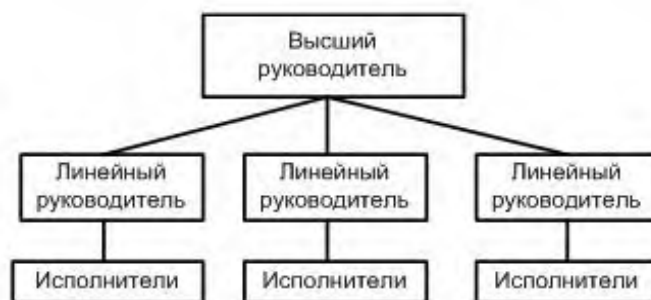 Высший
руководитель
Линейный
руководитель
Линейный
руководитель
Линейный
руководитель
Исполнители
Исполнители
Исполнители